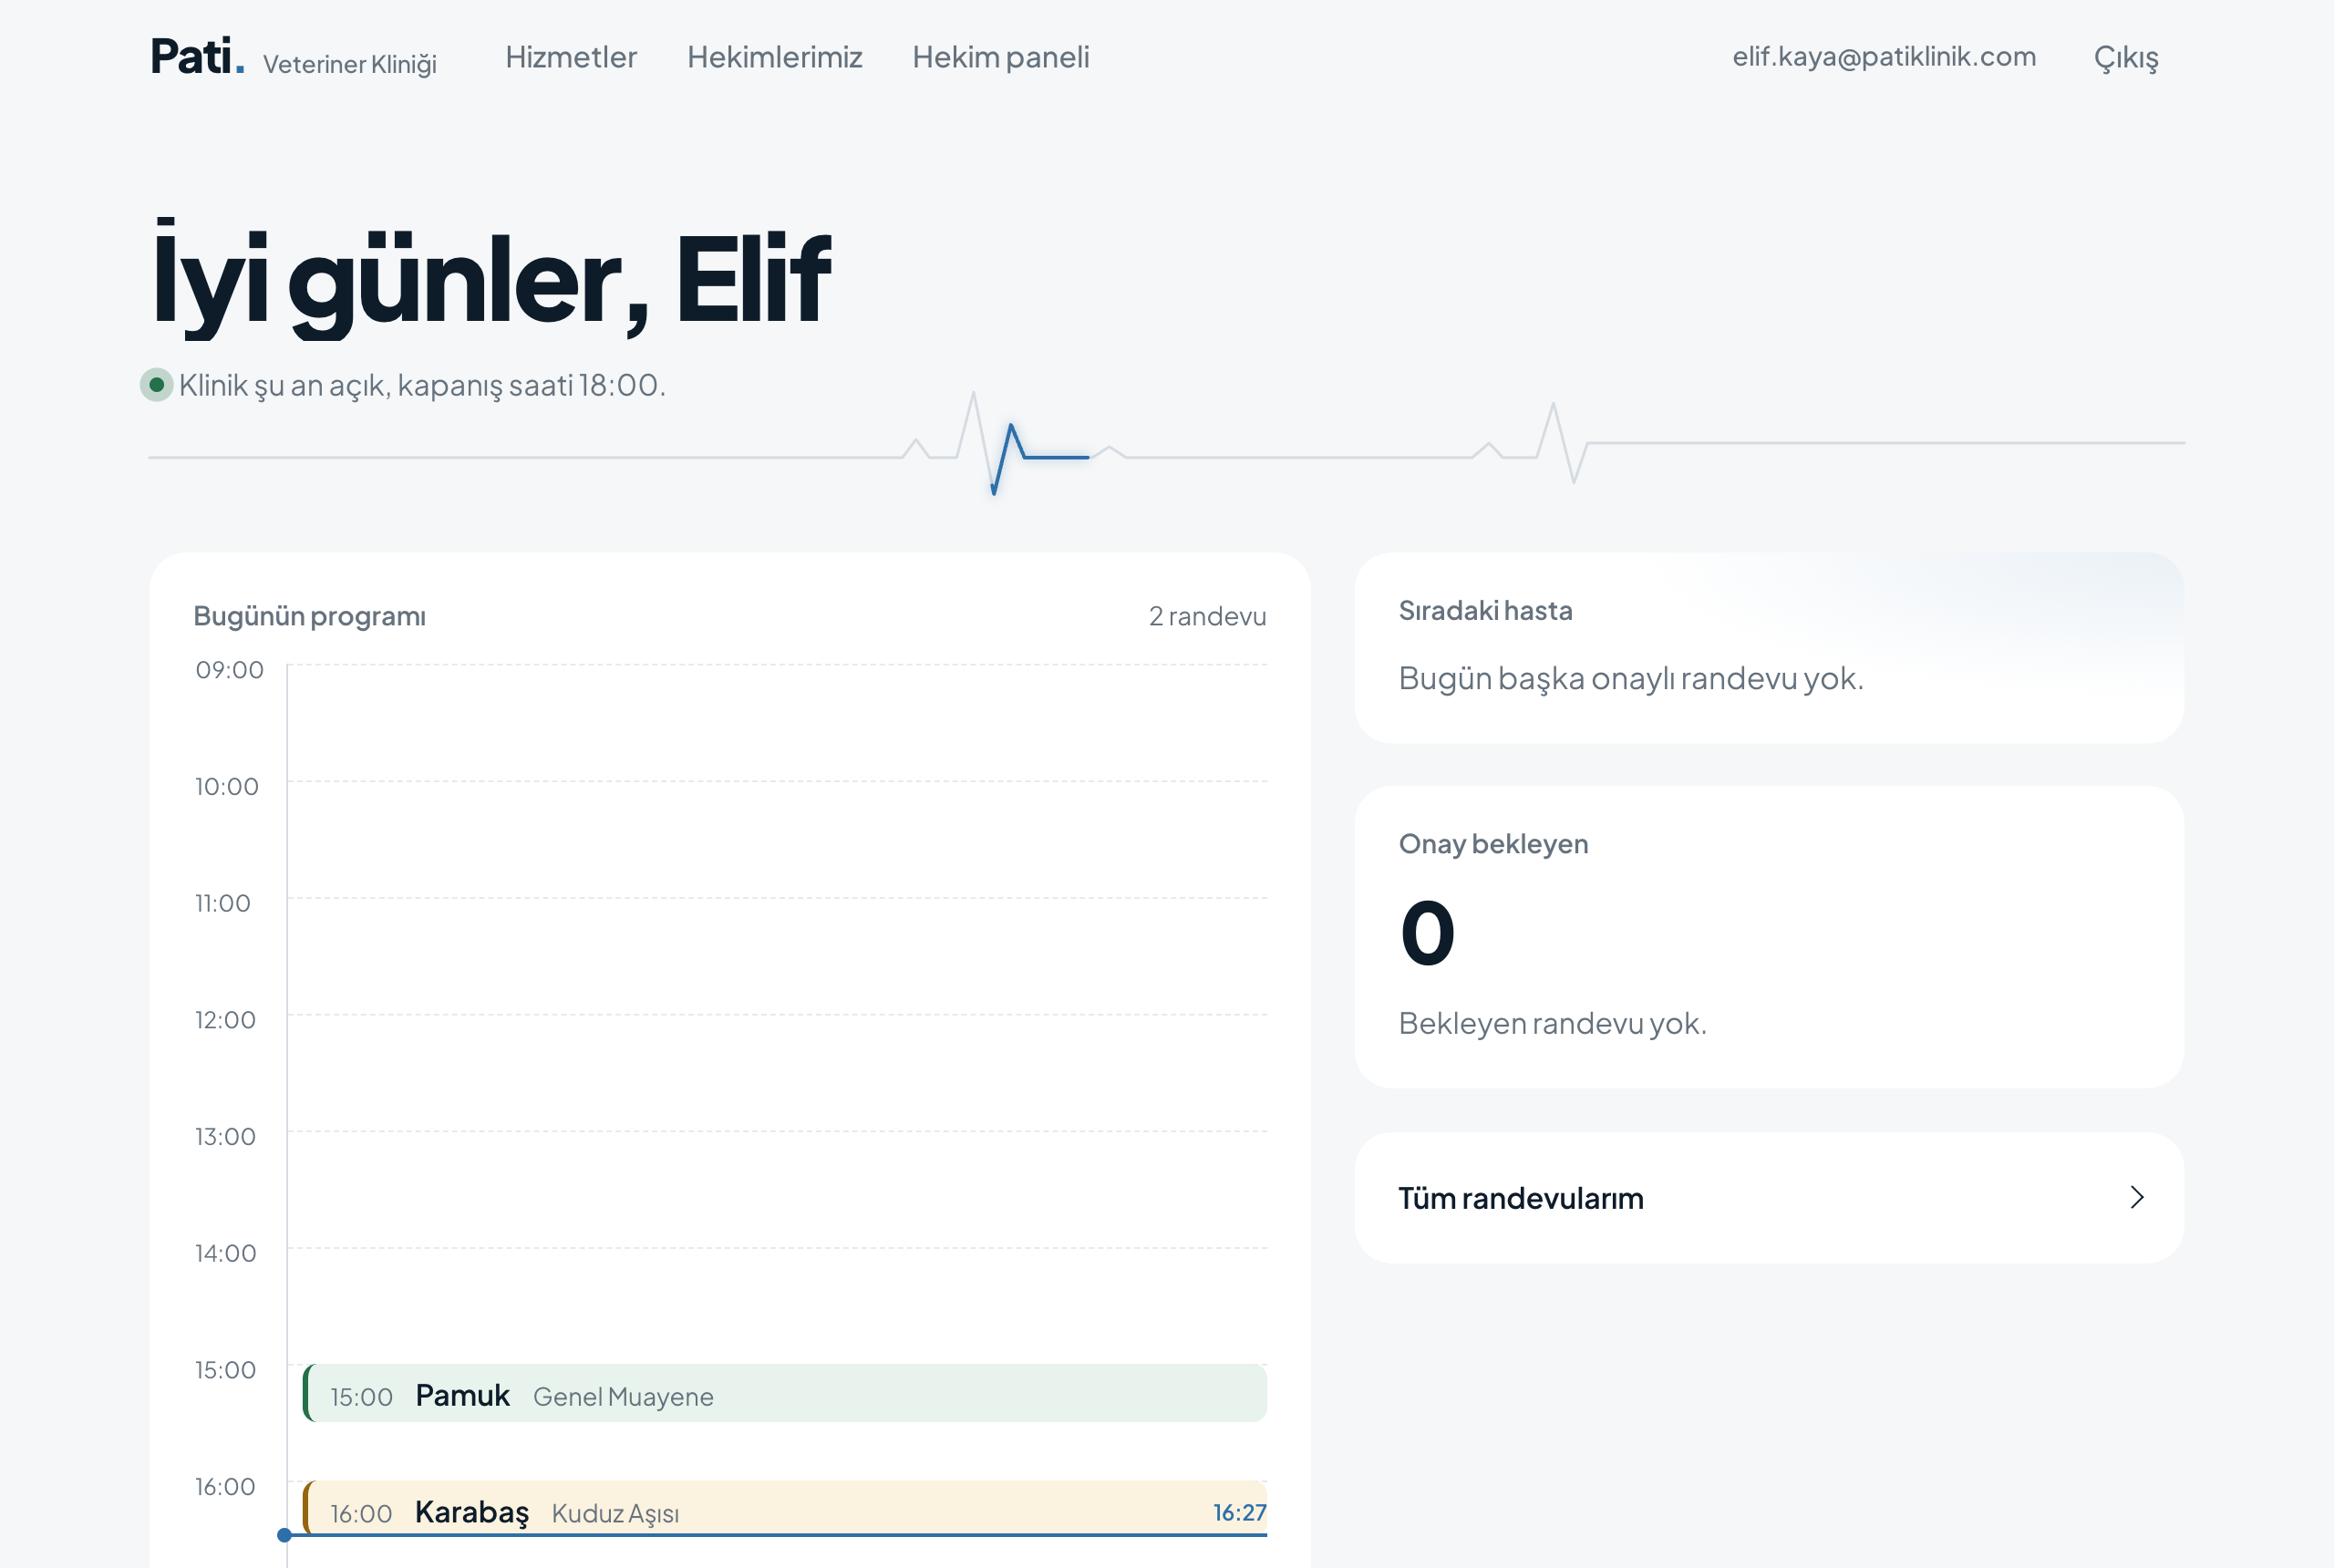 Pati. Veteriner Kliniği Hizmetler Hekimlerimiz Hekim paneli elif.kaya@patiklinik.com Çıkış
İyi günler, Elif
Klinik şu an açık, kapanış saati 18:00.
Bugünün programı 2 randevu
09:00
10:00
11:00
12:00
13:00
14:00
15:00
15:00 Pamuk Genel Muayene
16:00
16:00 Karabaş Kuduz Aşısı 16:27
Sıradaki hasta
Bugün başka onaylı randevu yok.
Onay bekleyen
0
Bekleyen randevu yok.
Tüm randevularım